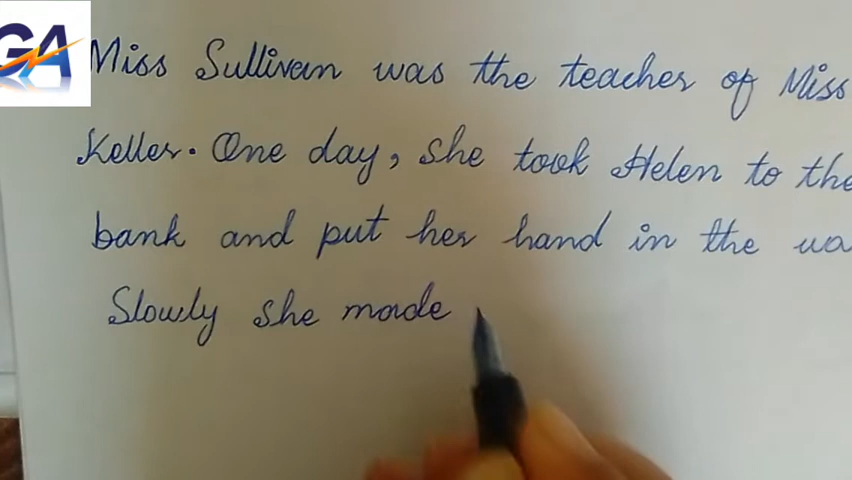 GA
Miss Sullivan was the teacher of Miss
Keller. One day, she took Helen to the
bank and put her hand in the
Slowly she made